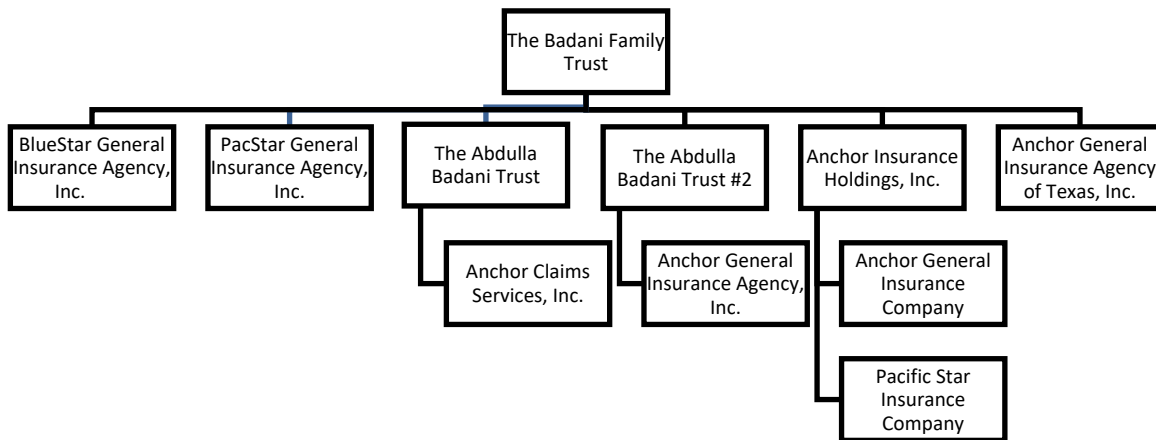 The Badani Family
Trust
BlueStar General
Insurance Agency,
Inc.
PacStar General
Insurance Agency,
Inc.
The Abdulla
Badani Trust
The Abdulla
Badani Trust #2
Anchor Insurance
Holdings, Inc.
Anchor General
Insurance Agency
of Texas, Inc.
Anchor Claims
Services, Inc.
Anchor General
Insurance Agency,
Inc.
Anchor General
Insurance
Company
Pacific Star
Insurance
Company